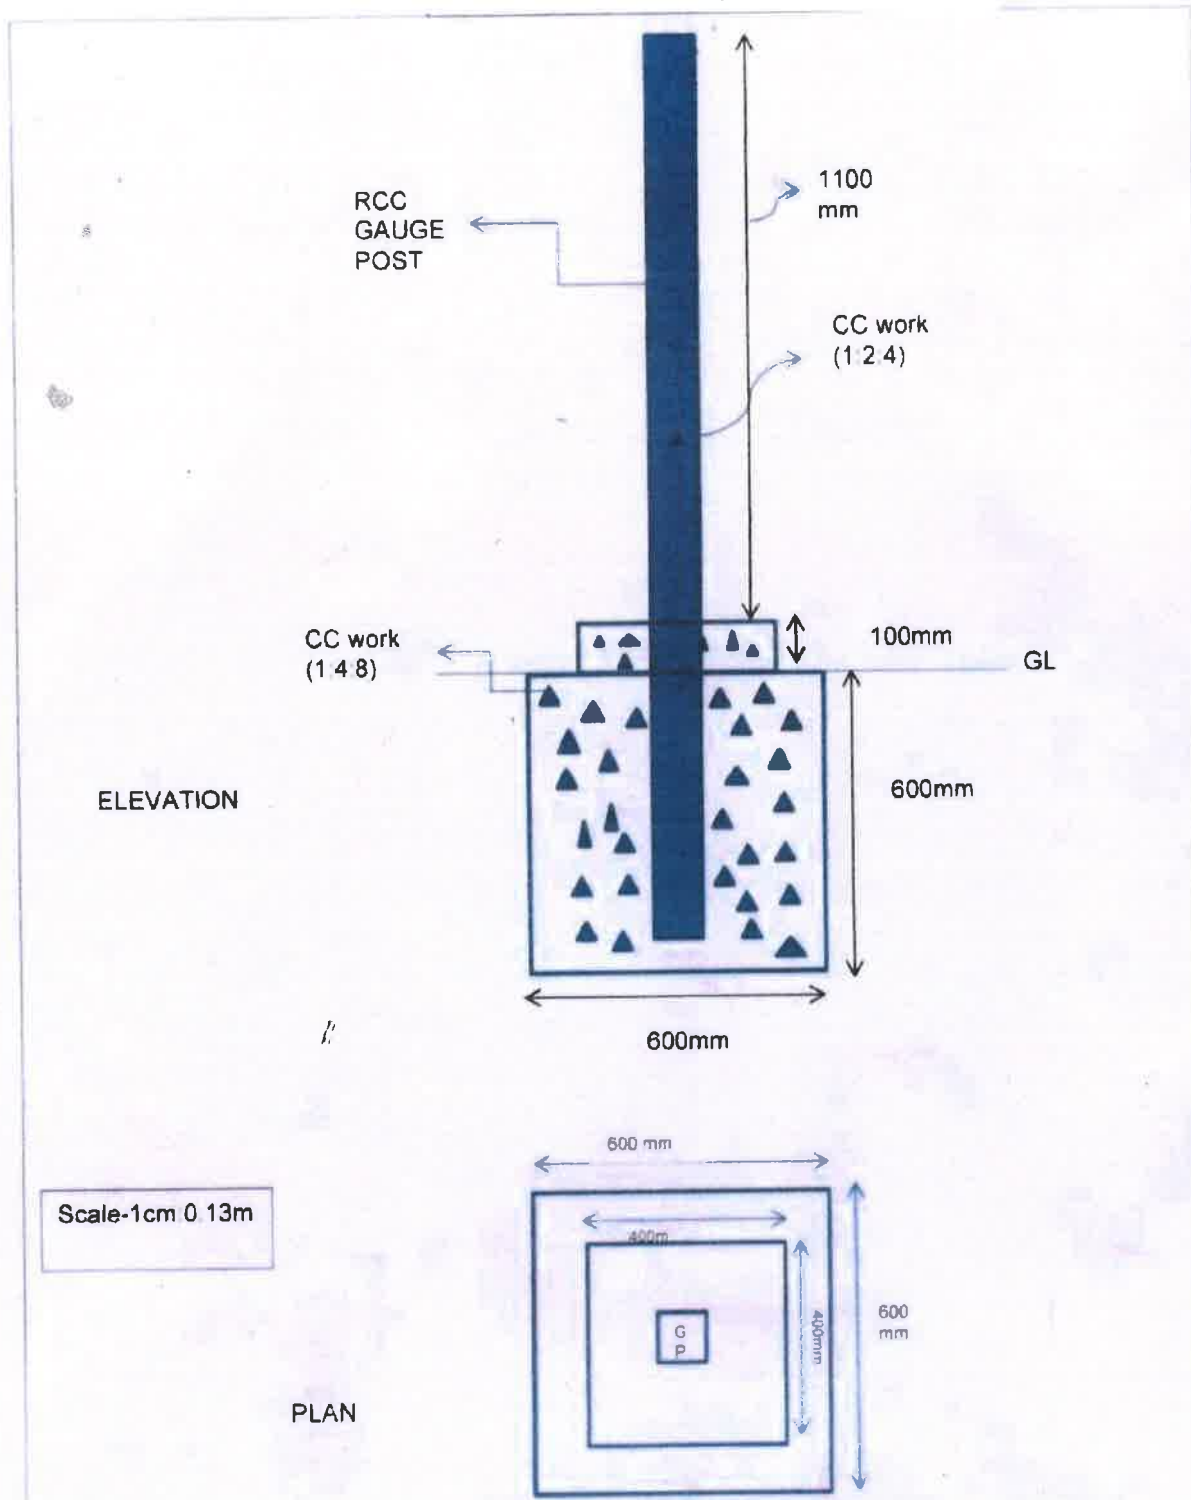 1100
mm
RCC
GAUGE
POST
CC work
(1:2:4)
CC work
(1:4:8)
100mm
GL
600mm
ELEVATION
600mm
600 mm
Scale-1cm:0.13m
400m
600
mm
400mm
G
P
PLAN